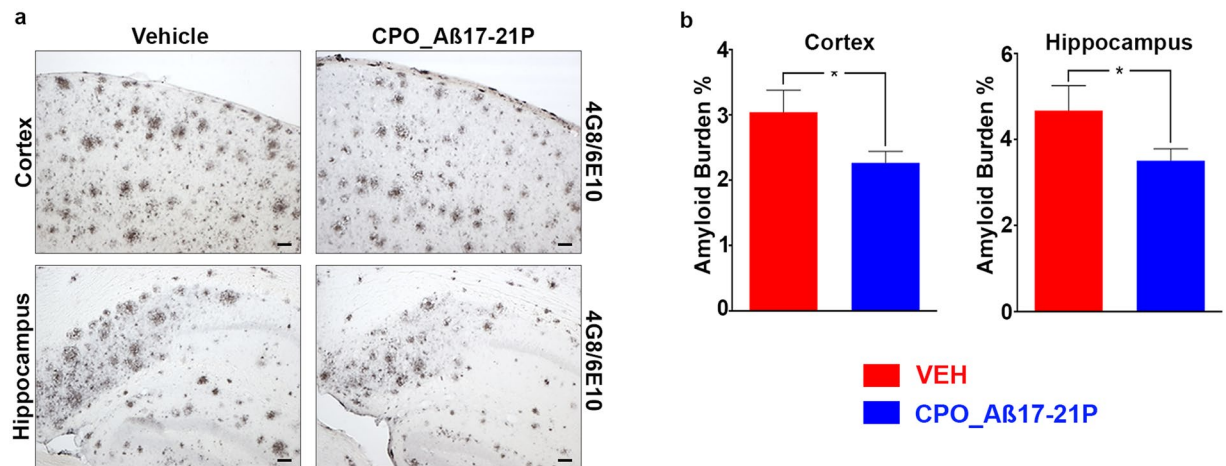 a
Vehicle
CPO_Aß17-21P
Cortex
4G8/6E10
Hippocampus
4G8/6E10
b
Cortex
Amyloid Burden %
4
3
2
1
0
*
Hippocampus
Amyloid Burden %
6
4
2
0
*
VEH
CPO_Aß17-21P